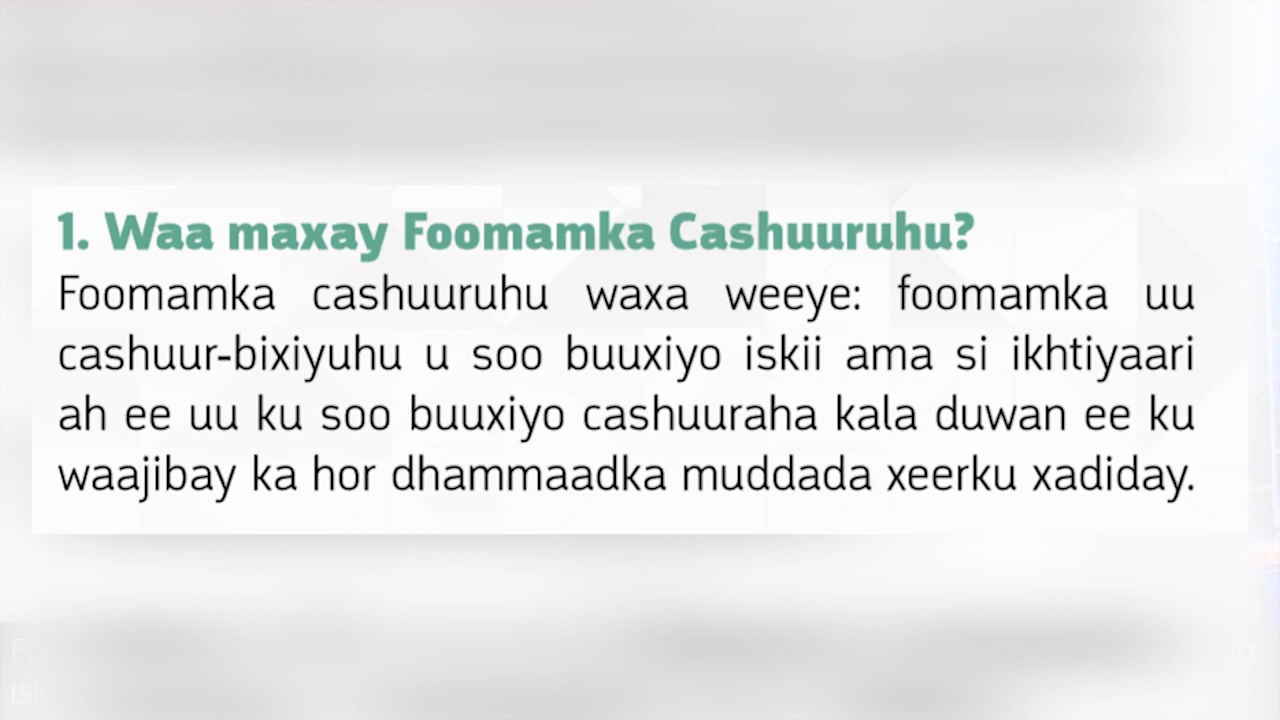 1. Waa maxay Foomamka Cashuuruhu?
Foomamka cashuuruhu waxa weeye: foomamka uu
cashuur-bixiyuhu u soo buuxiyo iskii ama si ikhtiyaari
ah ee uu ku soo buuxiyo cashuuraha kala duwan ee ku
waajibay ka hor dhammaadka muddada xeerku xadiday.